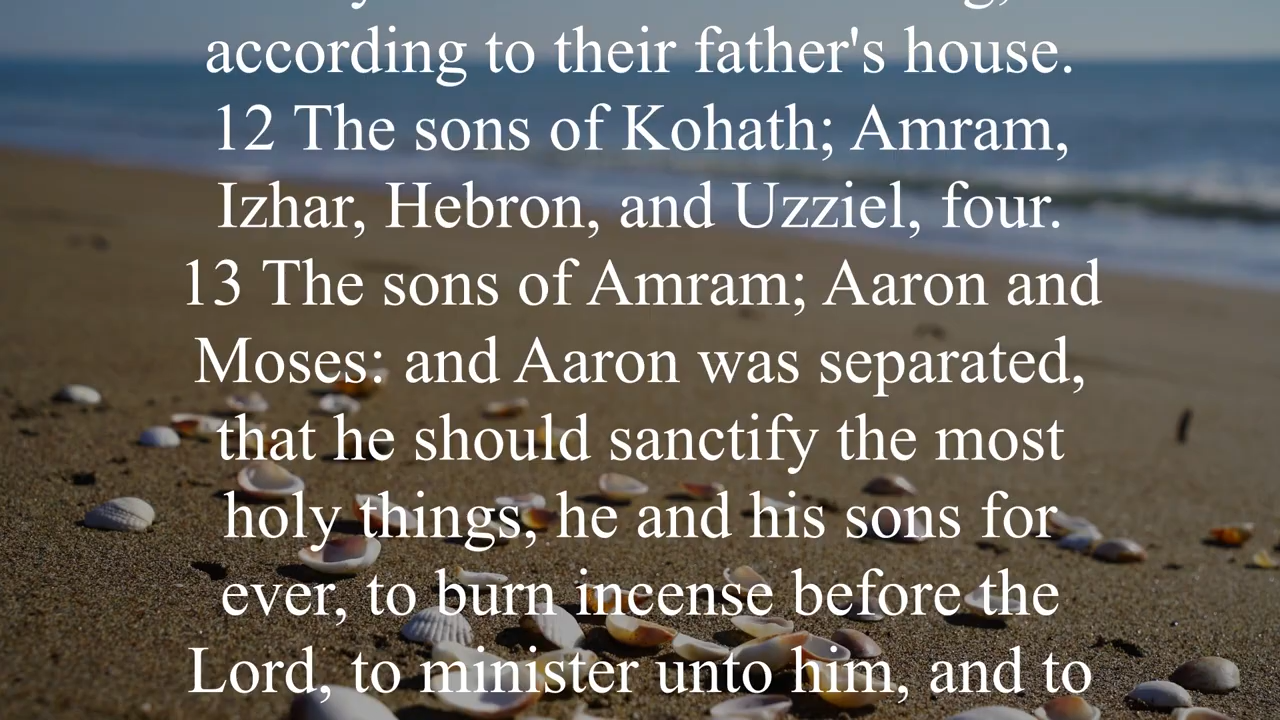 according to their father's house.
12 The sons of Kohath; Amram,
Izhar, Hebron, and Uzziel, four.
13 The sons of Amram; Aaron and
Moses: and Aaron was separated,
that he should sanctify the most
holy things, he and his sons for
ever, to burn incense before the
Lord, to minister unto him, and to